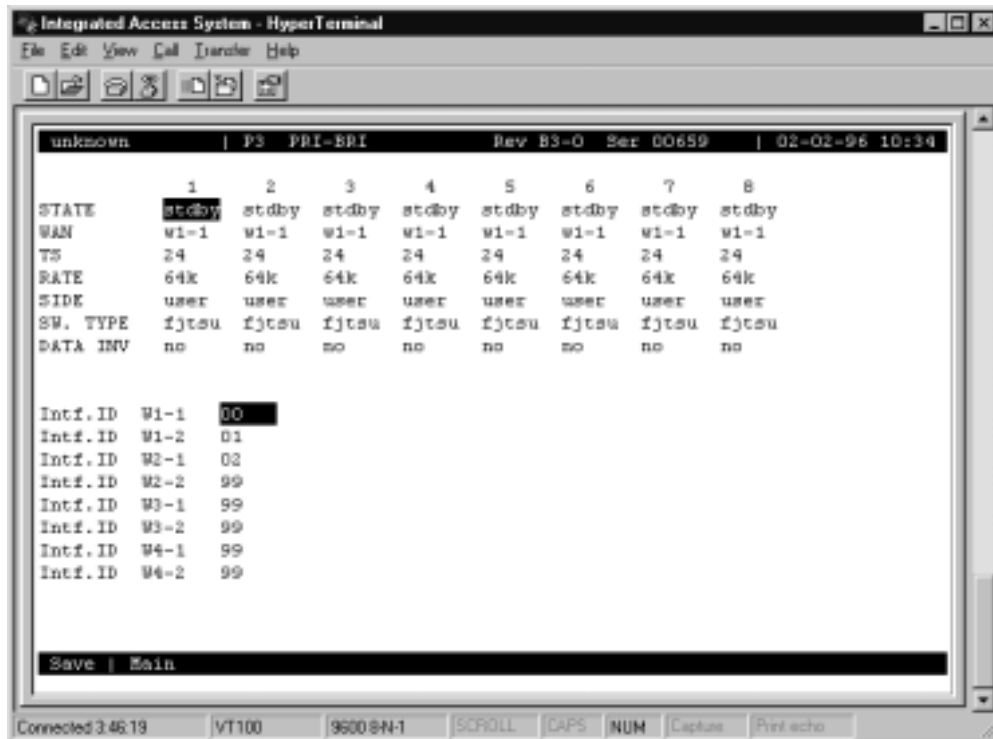 Integrated Access System - HyperTerminal
File Edit View Call Transfer Help
unknown | P3 PRI-BRI Rev B3-0 Ser 00659 | 02-02-96 10:34
1 2 3 4 5 6 7 8
STATE stdby stdby stdby stdby stdby stdby stdby stdby
WAN w1-1 w1-1 w1-1 w1-1 w1-1 w1-1 w1-1 w1-1
TS 24 24 24 24 24 24 24 24
RATE 64k 64k 64k 64k 64k 64k 64k 64k
SIDE user user user user user user user user
SW. TYPE fjtsu fjtsu fjtsu fjtsu fjtsu fjtsu fjtsu fjtsu
DATA INV no no no no no no no no
Intf.ID W1-1 00
Intf.ID W1-2 01
Intf.ID W2-1 02
Intf.ID W2-2 99
Intf.ID W3-1 99
Intf.ID W3-2 99
Intf.ID W4-1 99
Intf.ID W4-2 99
Save | Main
Connected 3:46:19 VT100 9600 8-N-1 SCROLL CAPS NUM Capture Print echo